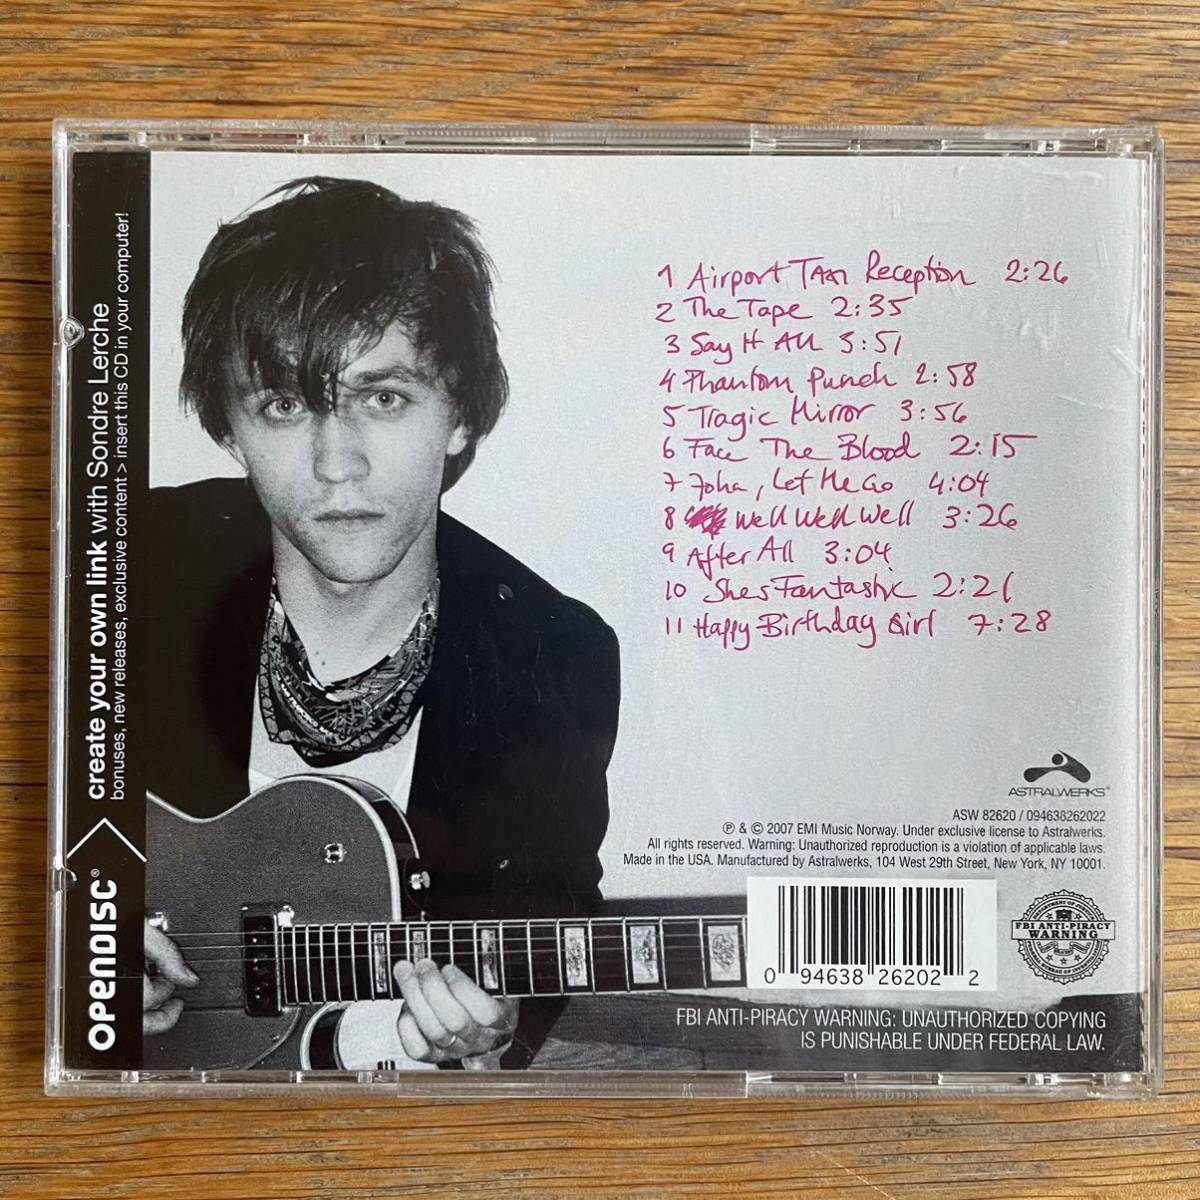 OPENDISC®
create your own link with Sondre Lerche
bonuses, new releases, exclusive content > insert this CD in your computer!
1 Airport Taxi Reception 2:26
2 The Tape 2:35
3 Say It All 3:51
4 Phantom Punch 2:58
5 Tragic Mirror 3:56
6 Face The Blood 2:15
7 John, Let Me Go 4:04
8 Well Well Well 3:26
9 After All 3:04
10 Shes Fantastic 2:21
11 Happy Birthday Girl 7:28
ASTRALWERKS®
ASW 82620 / 094638262022
℗ & © 2007 EMI Music Norway. Under exclusive license to Astralwerks.
All rights reserved. Warning: Unauthorized reproduction is a violation of applicable laws.
Made in the USA. Manufactured by Astralwerks, 104 West 29th Street, New York, NY 10001.
0 94638 26202 2
FBI ANTI-PIRACY
WARNING
FBI ANTI-PIRACY WARNING: UNAUTHORIZED COPYING
IS PUNISHABLE UNDER FEDERAL LAW.